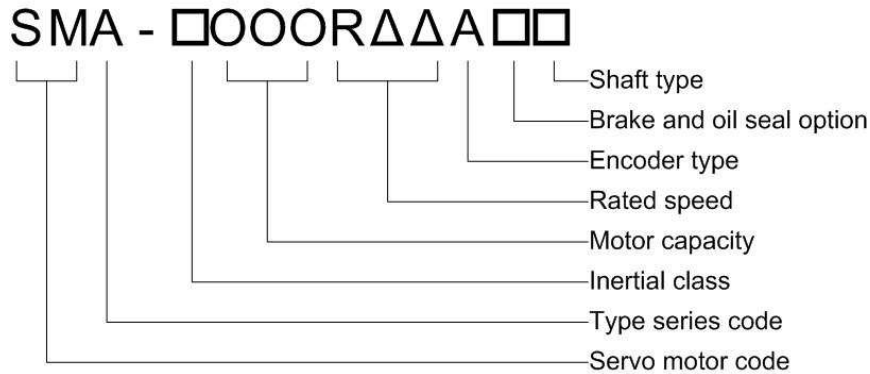 SMA - □OOORΔΔA□□
Shaft type
Brake and oil seal option
Encoder type
Rated speed
Motor capacity
Inertial class
Type series code
Servo motor code